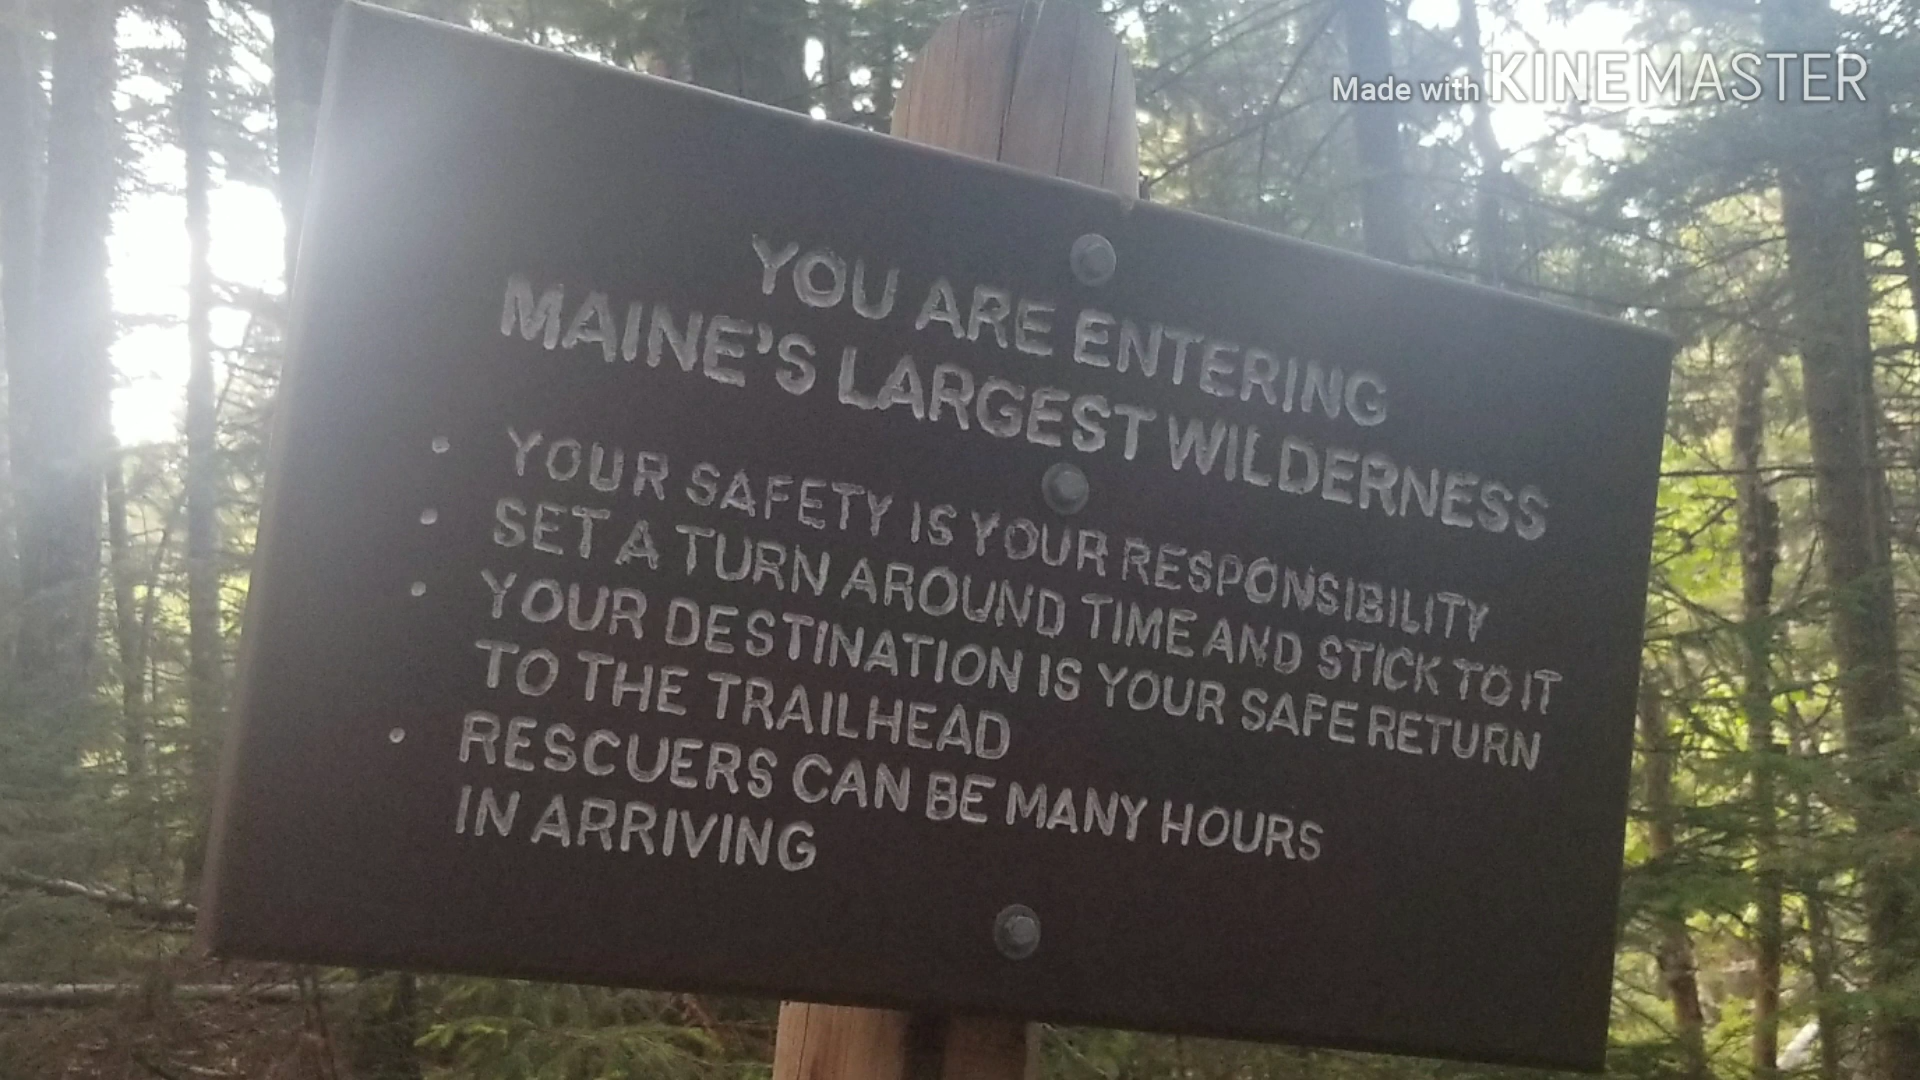 Made with KINEMASTER
YOU ARE ENTERING
MAINE'S LARGEST WILDERNESS
• YOUR SAFETY IS YOUR RESPONSIBILITY
• SET A TURN AROUND TIME AND STICK TO IT
• YOUR DESTINATION IS YOUR SAFE RETURN
TO THE TRAILHEAD
• RESCUERS CAN BE MANY HOURS
IN ARRIVING